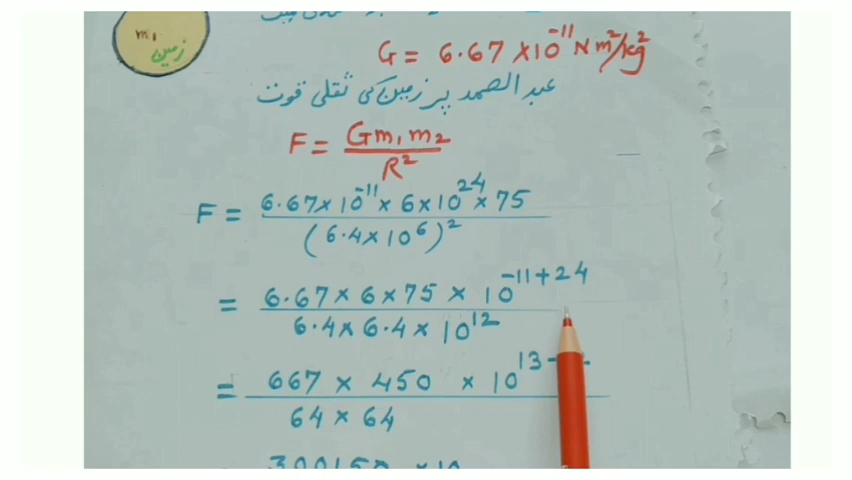 m₁
زمین
G = 6.67 × 10⁻¹¹ Nm²/kg²
عبدالصمد پر زمین کی ثقلی قوت
F = Gm₁m₂ / R²
F = 6.67 × 10⁻¹¹ × 6 × 10²⁴ × 75 / (6.4 × 10⁶)²
= 6.67 × 6 × 75 × 10⁻¹¹⁺²⁴ / 6.4 × 6.4 × 10¹²
= 667 × 450 × 10¹³⁻ / 64 × 64
300150 × 10